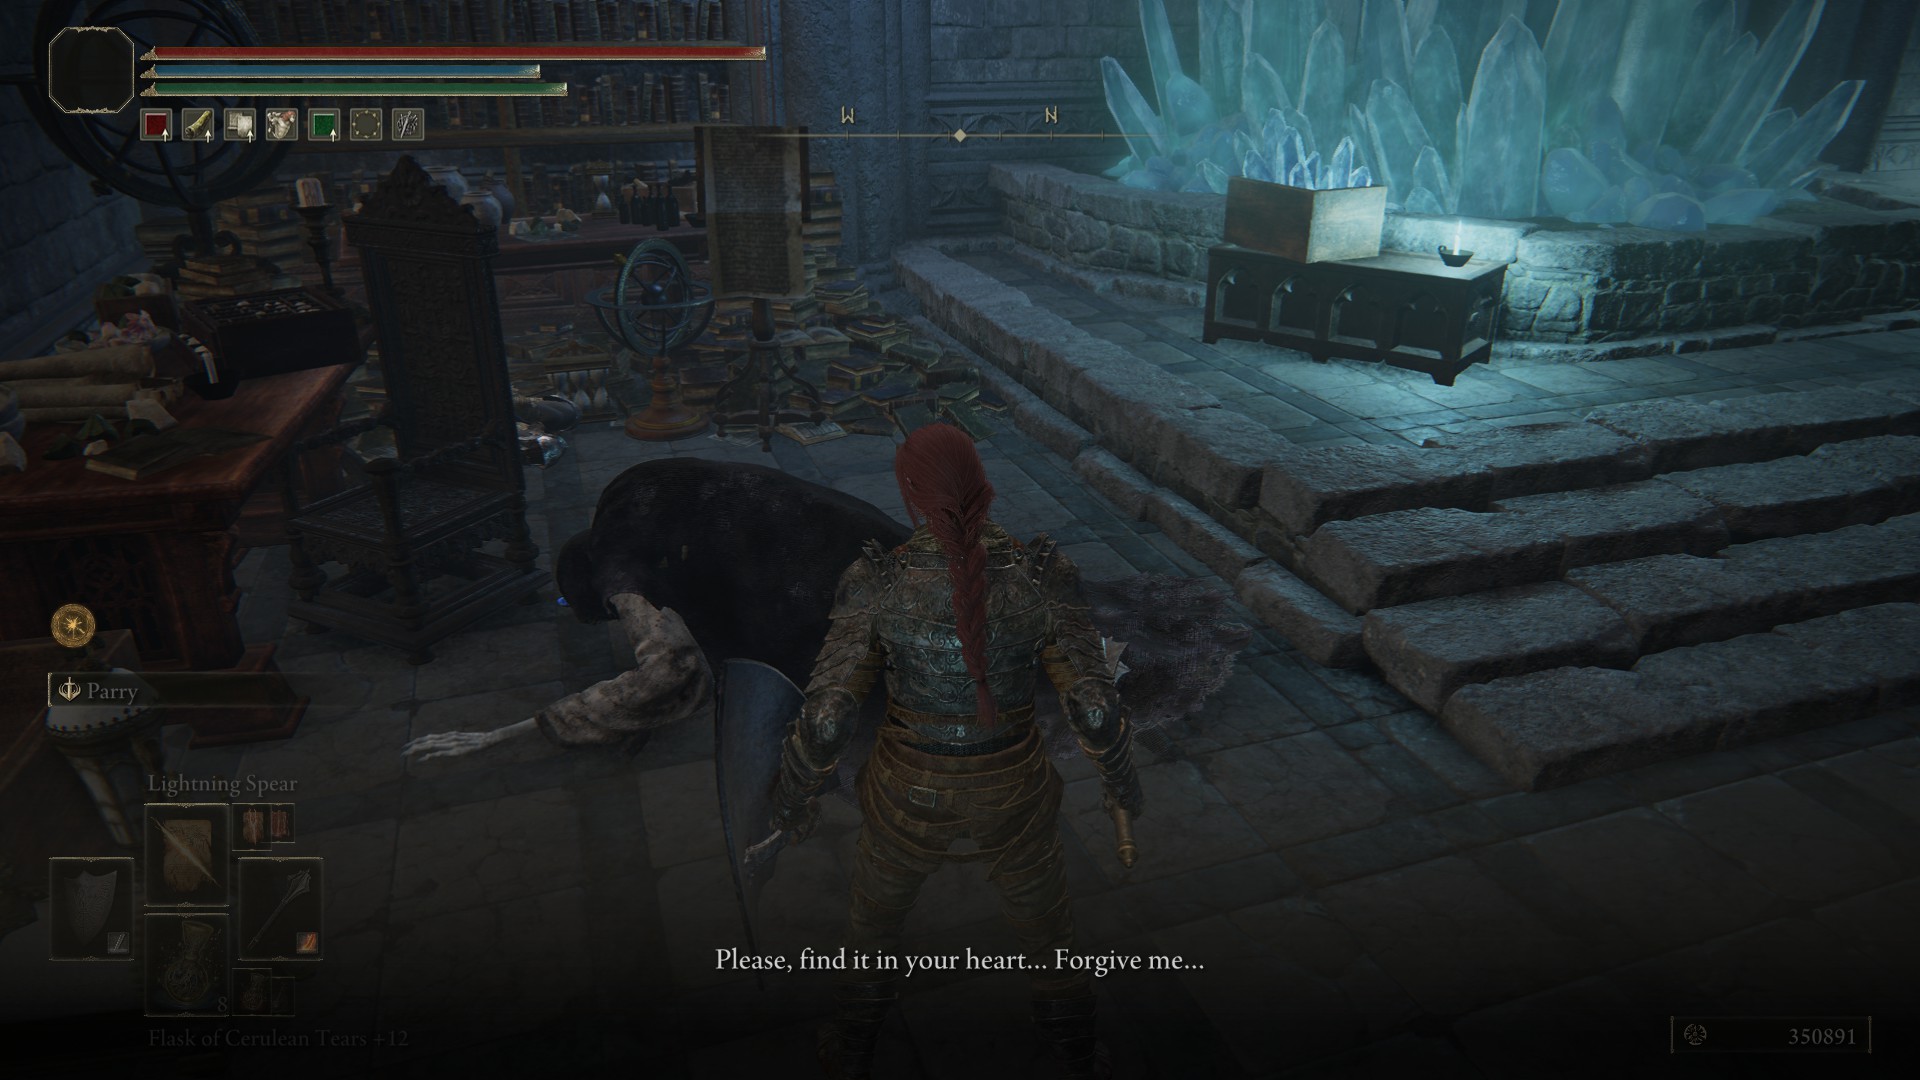 W
N
Parry
Lightning Spear
8
Flask of Cerulean Tears +12
Please, find it in your heart... Forgive me...
350891